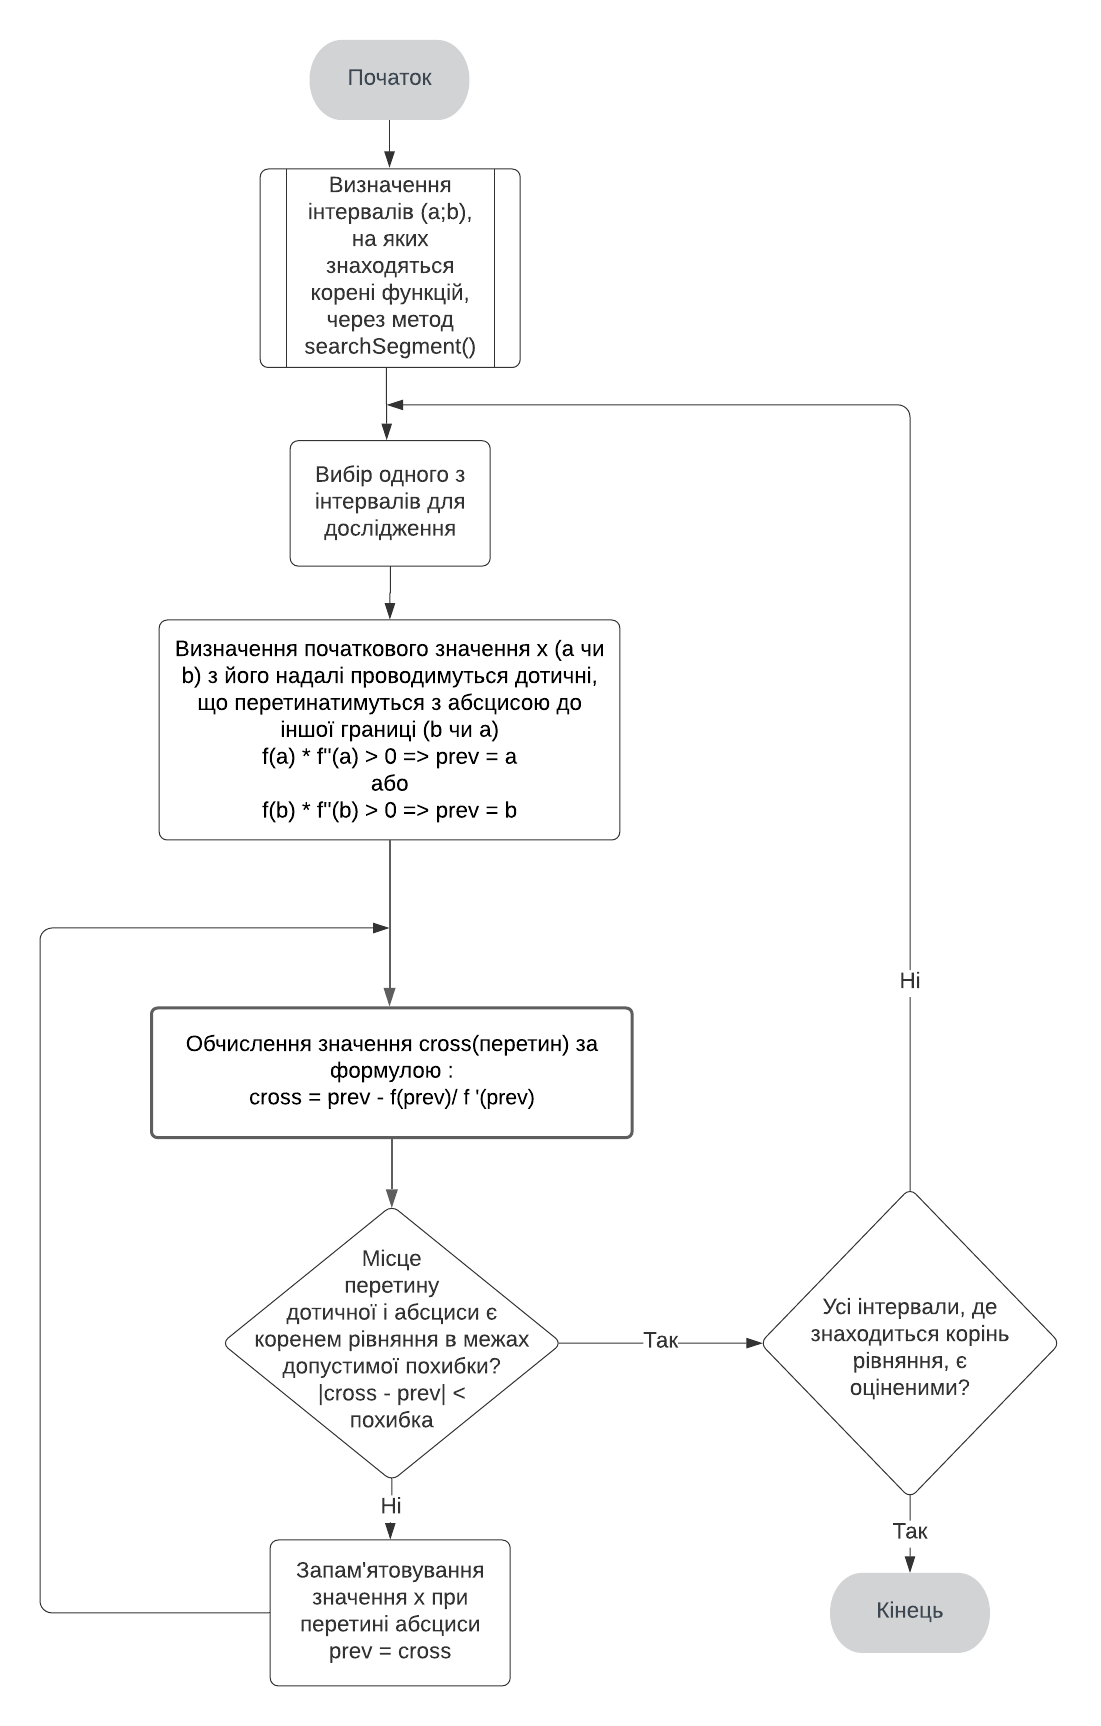 Початок
Визначення
інтервалів (a;b),
на яких
знаходяться
корені функцій,
через метод
searchSegment()
Вибір одного з
інтервалів для
дослідження
Визначення початкового значення x (а чи
b) з його надалі проводимуться дотичні,
що перетинатимуться з абсцисою до
іншої границі (b чи а)
f(a) * f''(a) > 0 => prev = a
або
f(b) * f''(b) > 0 => prev = b
Обчислення значення cross(перетин) за
формулою :
cross = prev - f(prev)/ f '(prev)
Місце
перетину
дотичної і абсциси є
коренем рівняння в межах
допустимої похибки?
|cross - prev| <
похибка
Так
Ні
Запам'ятовування
значення x при
перетині абсциси
prev = cross
Усі інтервали, де
знаходиться корінь
рівняння, є
оціненими?
Ні
Так
Кінець